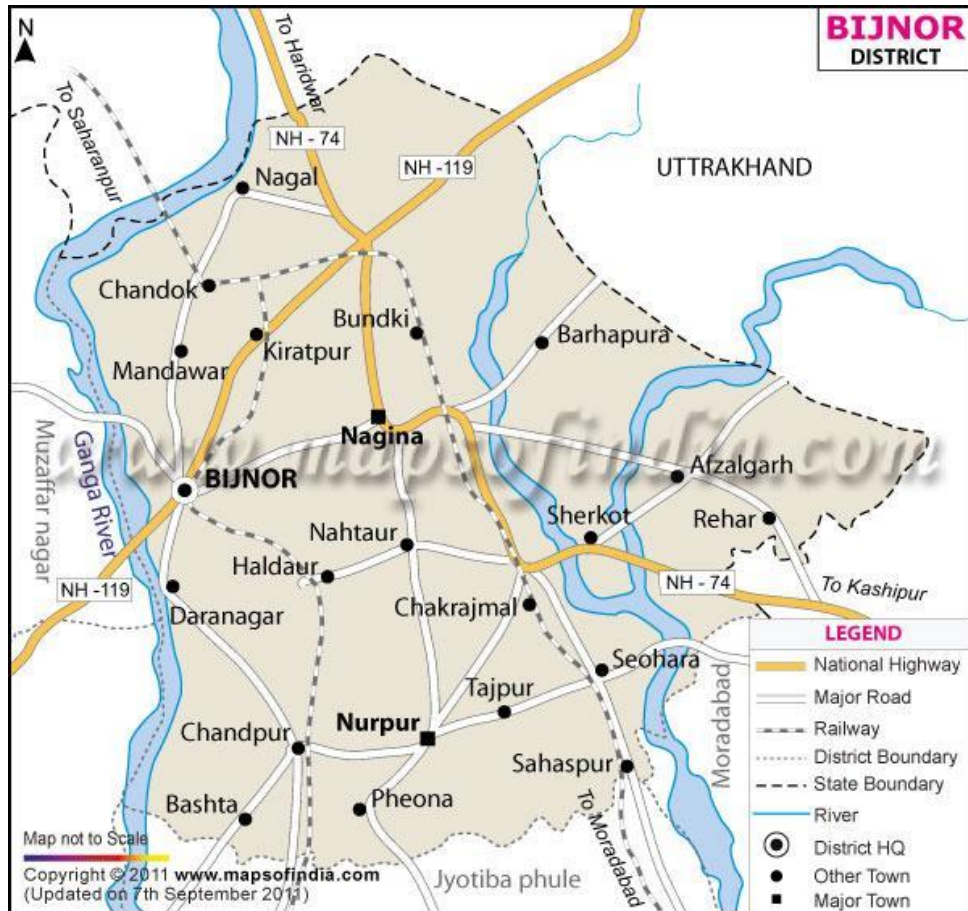 BIJNOR
DISTRICT
N
To Haridwar
To Saharanpur
NH - 74
NH -119
UTTRAKHAND
Nagal
Chandok
Bundki
Barhapura
Kiratpur
Mandawar
Nagina
www.mapsofindia.com
Muzaffar nagar
Ganga River
BIJNOR
Afzalgarh
Sherkot
Rehar
Nahtaur
Haldaur
NH -119
NH - 74
To Kashipur
Daranagar
Chakrajmal
Seohara
Tajpur
Moradabad
Nurpur
Chandpur
Sahaspur
Bashta
Pheona
To Moradabad
Jyotiba phule
LEGEND
National Highway
Major Road
Railway
District Boundary
State Boundary
River
District HQ
Other Town
Major Town
Map not to Scale
Copyright © 2011 www.mapsofindia.com
(Updated on 7th September 2011)